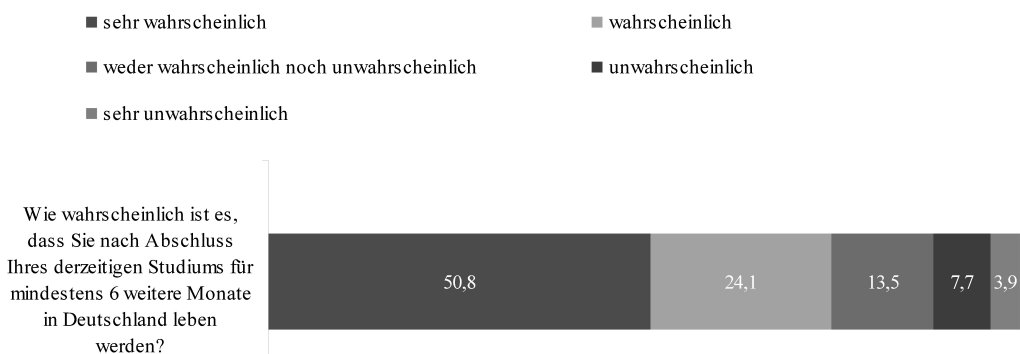 sehr wahrscheinlich
wahrscheinlich
weder wahrscheinlich noch unwahrscheinlich
unwahrscheinlich
sehr unwahrscheinlich
Wie wahrscheinlich ist es,
dass Sie nach Abschluss
Ihres derzeitigen Studiums für
mindestens 6 weitere Monate
in Deutschland leben
werden?
50,8
24,1
13,5
7,7
3,9